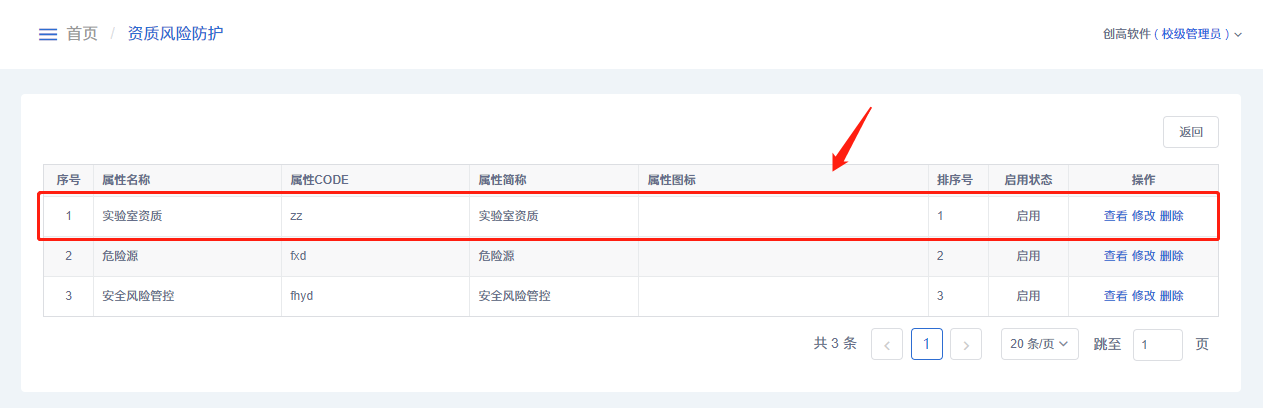 首页 / 资质风险防护
创高软件 ( 校级管理员 )
返回
序号 属性名称 属性CODE 属性简称 属性图标 排序号 启用状态 操作
1 实验室资质 zz 实验室资质 1 启用 查看 修改 删除
2 危险源 fxd 危险源 2 启用 查看 修改 删除
3 安全风险管控 fhyd 安全风险管控 3 启用 查看 修改 删除
共 3 条 < 1 > 20 条/页 跳至 1 页